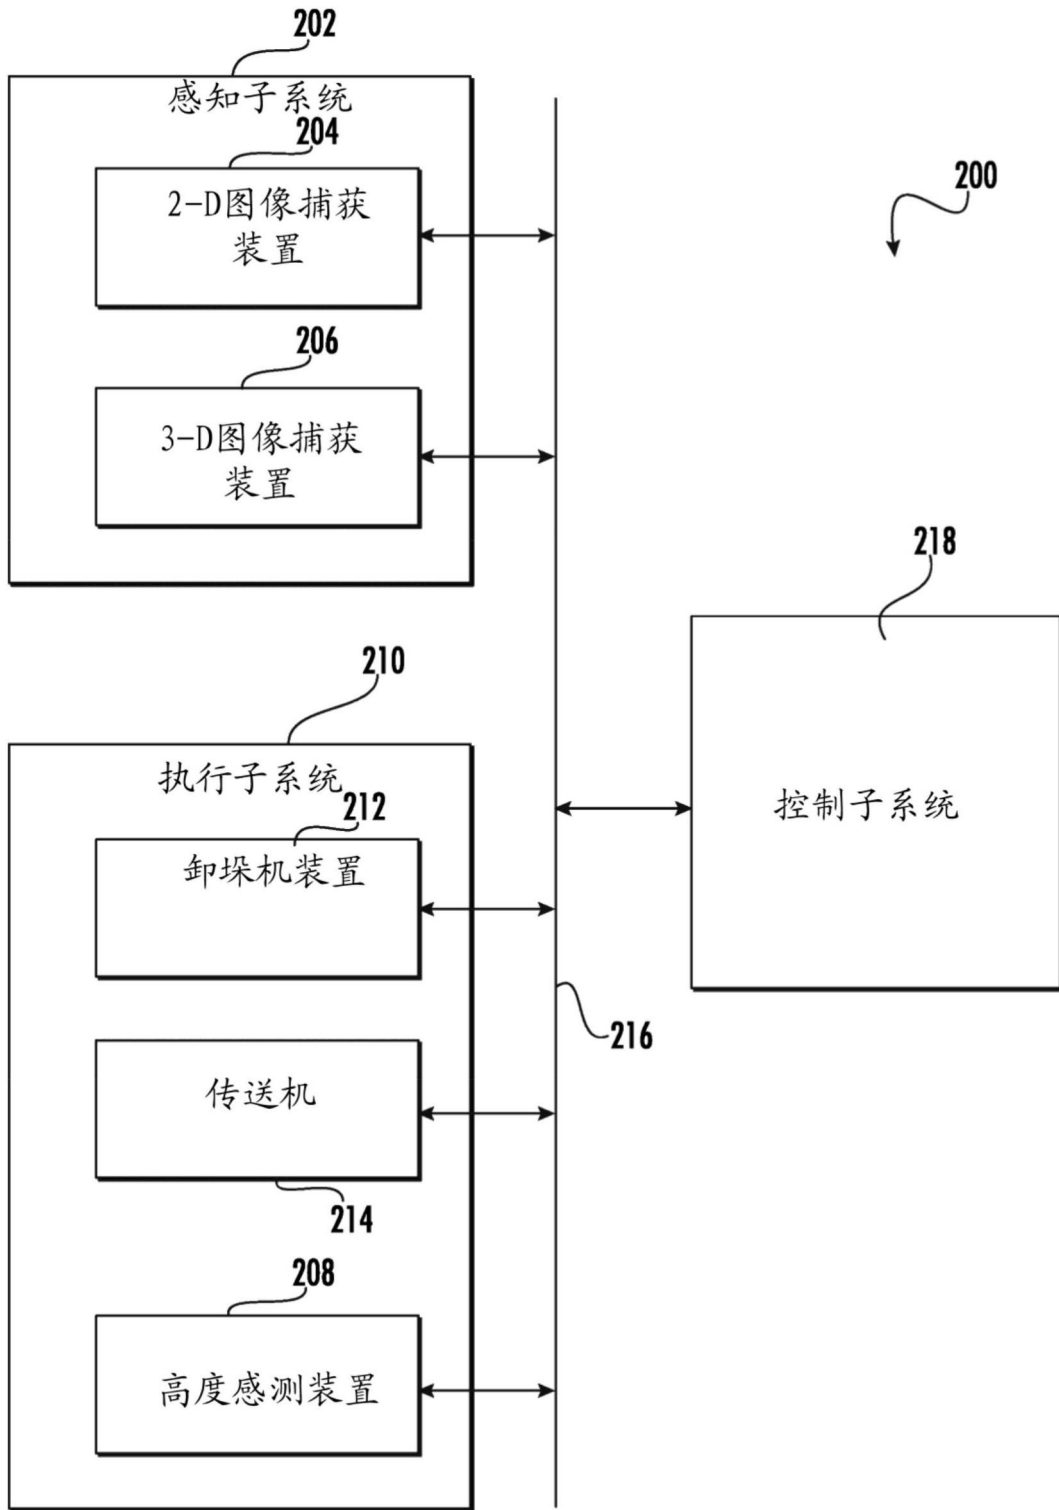 202
感知子系统
204
2-D图像捕获
装置
200
206
3-D图像捕获
装置
218
控制子系统
210
执行子系统
212
卸垛机装置
216
传送机
214
208
高度感测装置